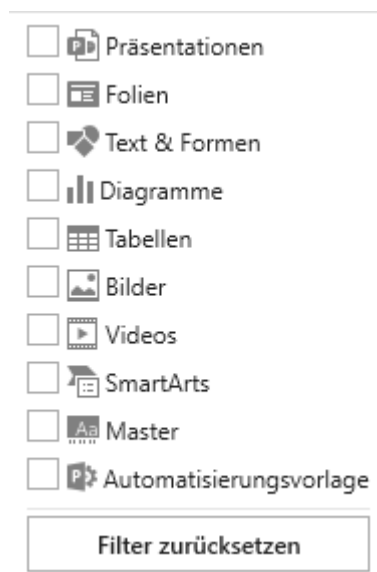 Präsentationen
Folien
Text & Formen
Diagramme
Tabellen
Bilder
Videos
SmartArts
Master
Automatisierungsvorlage
Filter zurücksetzen